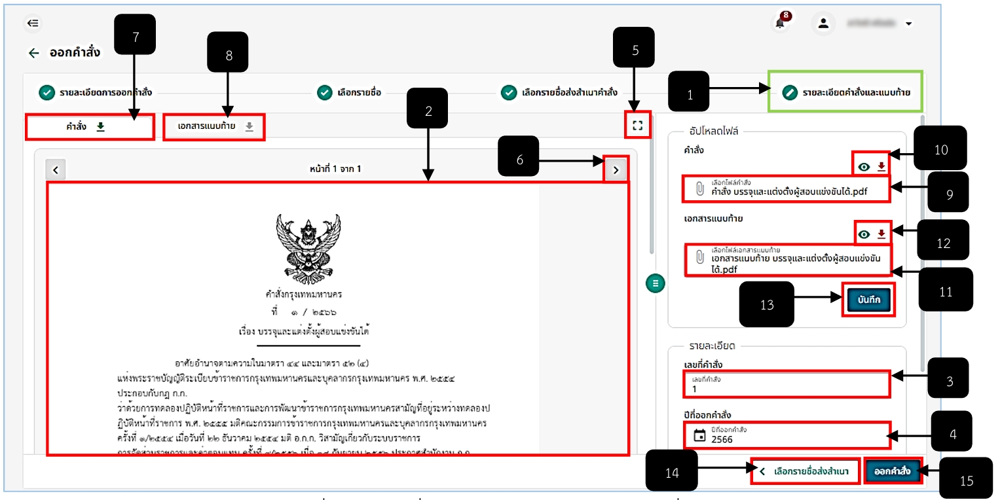 8
ออกคำสั่ง
7
8
5
1
รายละเอียดการออกคำสั่ง
เลือกรายชื่อ
เลือกรายชื่อส่งสำเนาคำสั่ง
รายละเอียดคำสั่งและแนบท้าย
2
คำสั่ง
เอกสารแนบท้าย
6
หน้าที่ 1 จาก 1
อัปโหลดไฟล์
คำสั่ง
10
เลือกไฟล์คำสั่ง
คำสั่ง บรรจุและแต่งตั้งผู้สอบแข่งขันได้.pdf
9
เอกสารแนบท้าย
12
เลือกไฟล์เอกสารแนบท้าย
เอกสารแนบท้าย บรรจุและแต่งตั้งผู้สอบแข่งขัน
ได้.pdf
11
13
บันทึก
คำสั่งกรุงเทพมหานคร
ที่ ๑ / ๒๕๖๖
เรื่อง บรรจุและแต่งตั้งผู้สอบแข่งขันได้
อาศัยอำนาจตามความในมาตรา ๔๔ และมาตรา ๕๒ (๔)
แห่งพระราชบัญญัติระเบียบข้าราชการกรุงเทพมหานครและบุคลากรกรุงเทพมหานคร พ.ศ. ๒๕๕๔
ประกอบกับกฎ ก.ก.
ว่าด้วยการทดลองปฏิบัติหน้าที่ราชการและการพัฒนาข้าราชการกรุงเทพมหานครสามัญที่อยู่ระหว่างทดลองป
ฏิบัติหน้าที่ราชการ พ.ศ. ๒๕๕๕ มติคณะกรรมการข้าราชการกรุงเทพมหานครและบุคลากรกรุงเทพมหานคร
ครั้งที่ ๑/๒๕๕๔ เมื่อวันที่ ๒๒ ธันวาคม ๒๕๕๔ มติ อ.ก.ก. วิสามัญเกี่ยวกับระบบราชการ
รายละเอียด
เลขที่คำสั่ง
เลขที่คำสั่ง
1
3
ปีที่ออกคำสั่ง
ปีที่ออกคำสั่ง
2566
4
14
เลือกรายชื่อส่งสำเนา
ออกคำสั่ง
15